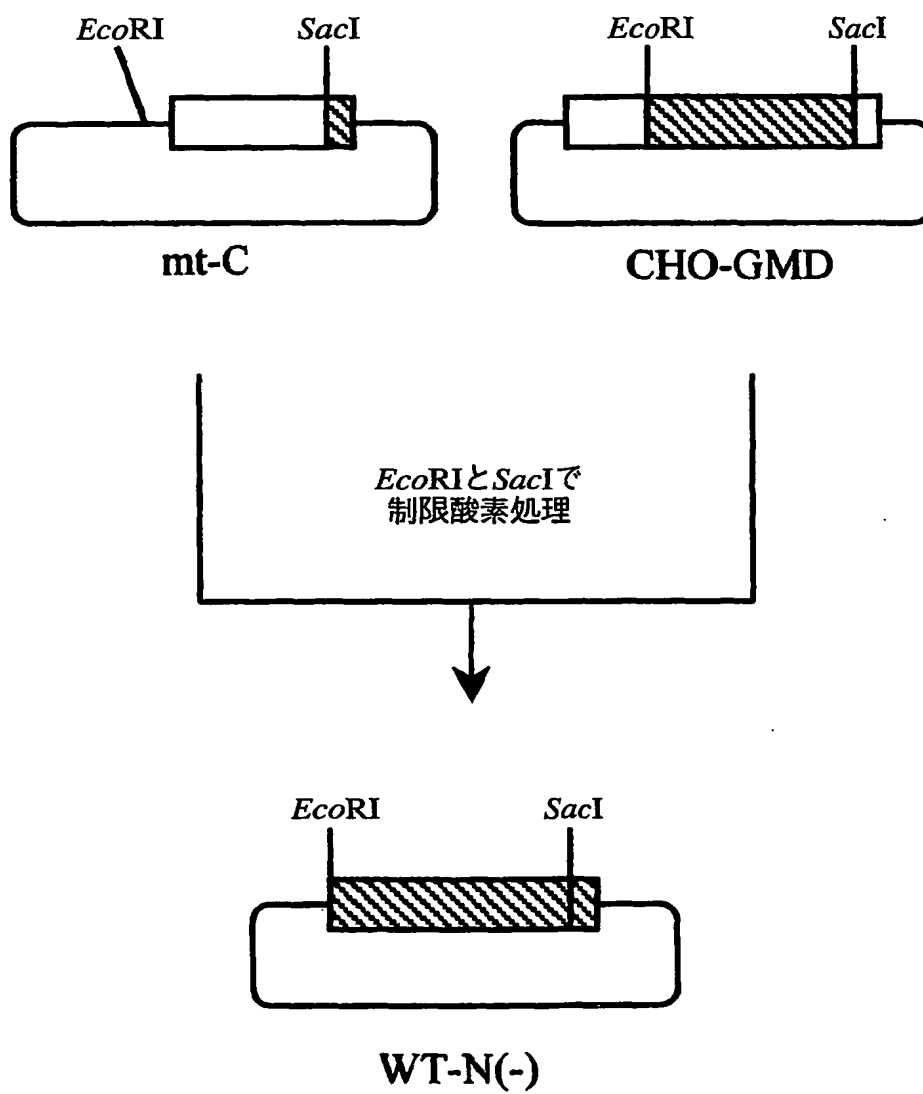 EcoRI SacI EcoRI SacI
mt-C CHO-GMD
EcoRIとSacIで
制限酸素処理
EcoRI SacI
WT-N(-)